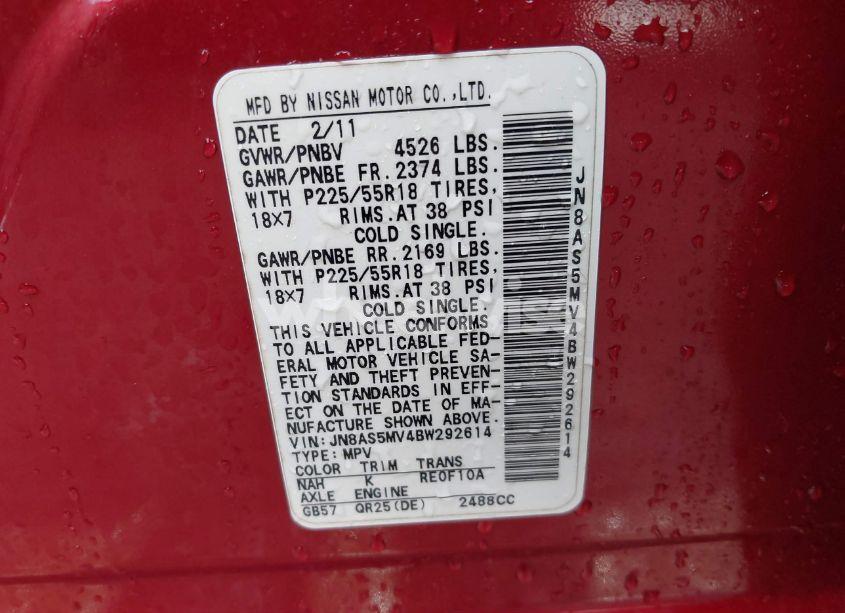 MFD BY NISSAN MOTOR CO.,LTD.
DATE 2/11
GVWR/PNBV 4526 LBS.
GAWR/PNBE FR.2374 LBS.
WITH P225/55R18 TIRES,
18X7 RIMS.AT 38 PSI
COLD SINGLE.
GAWR/PNBE RR.2169 LBS.
WITH P225/55R18 TIRES,
18X7 RIMS.AT 38 PSI
COLD SINGLE.
THIS VEHICLE CONFORMS
TO ALL APPLICABLE FED-
ERAL MOTOR VEHICLE SA-
FETY AND THEFT PREVEN-
TION STANDARDS IN EFF-
ECT ON THE DATE OF MA-
NUFACTURE SHOWN ABOVE.
VIN:JN8AS5MV4BW292614
TYPE:MPV
COLOR TRIM TRANS
NAH K RE0F10A
AXLE ENGINE
GB57 QR25(DE) 2488CC
JN8AS5MV4BW292614